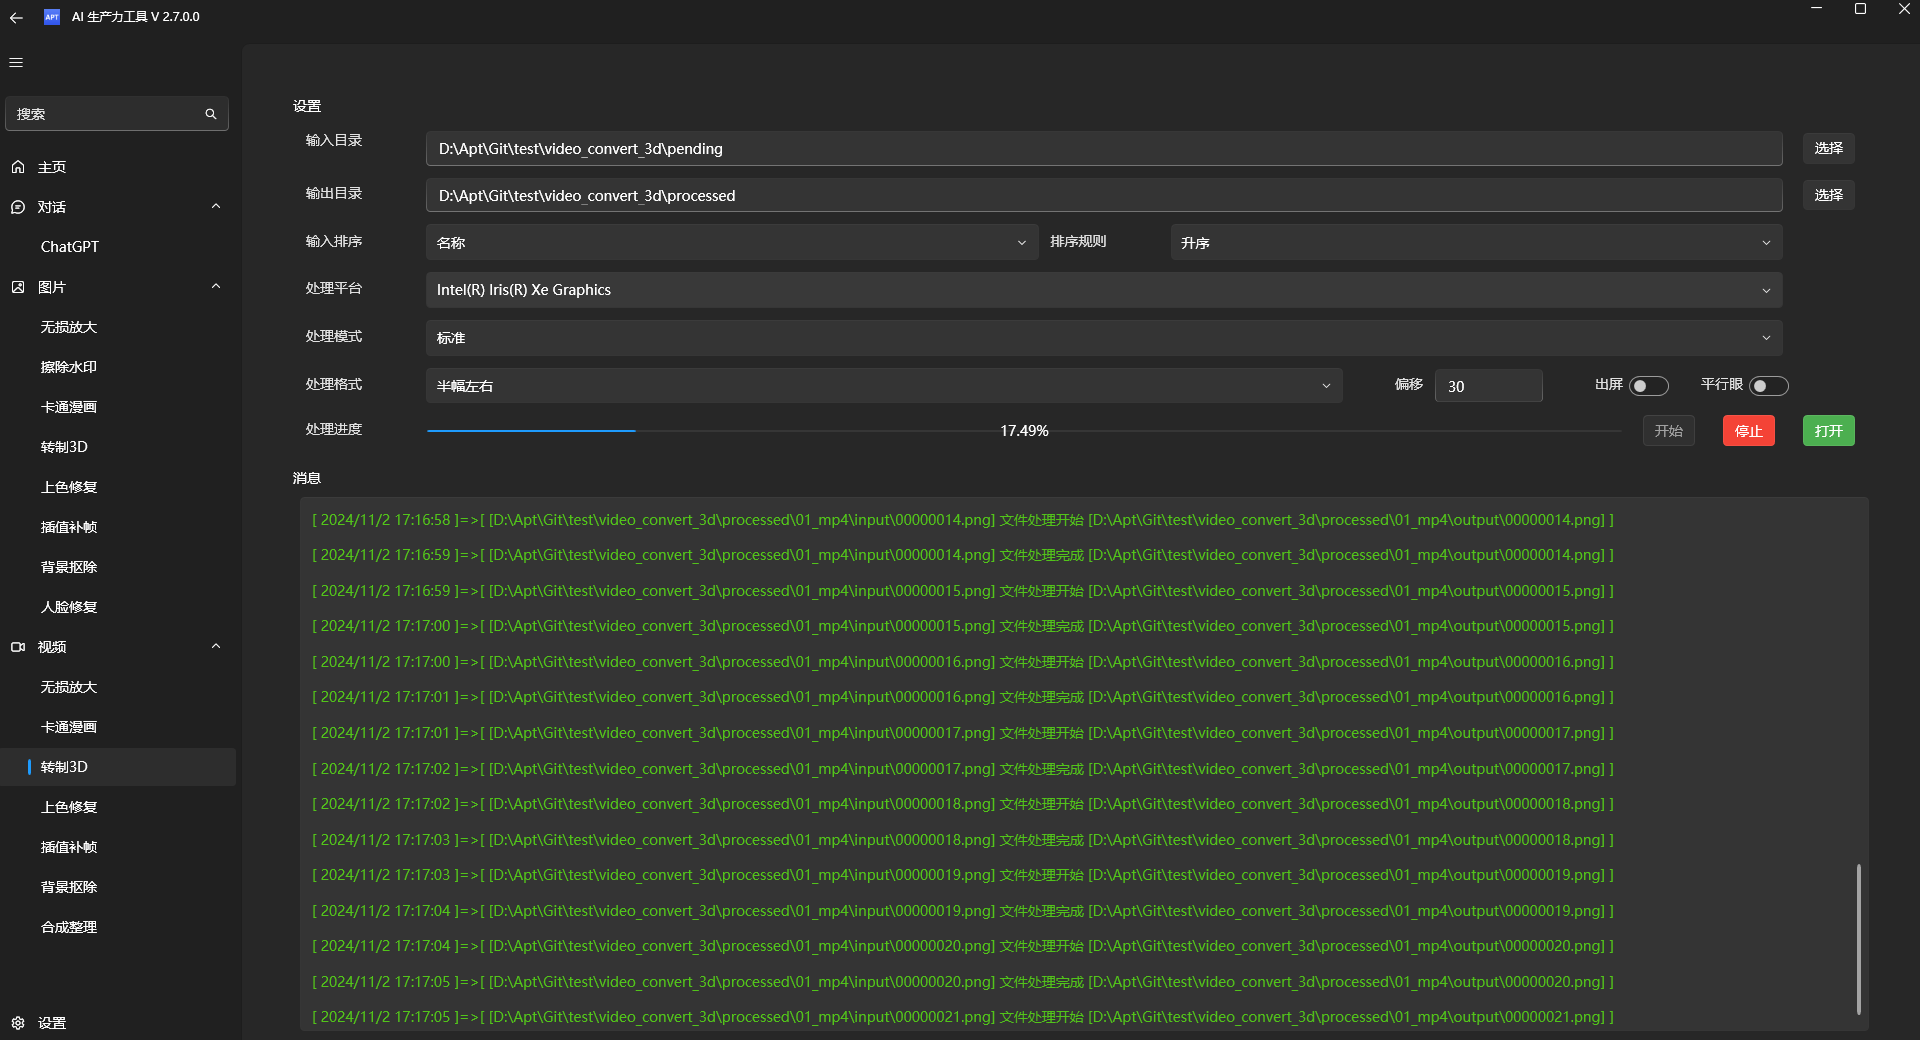 APT AI 生产力工具 V 2.7.0.0
搜索
主页
对话
ChatGPT
图片
无损放大
擦除水印
卡通漫画
转制3D
上色修复
插值补帧
背景抠除
人脸修复
视频
无损放大
卡通漫画
转制3D
上色修复
插值补帧
背景抠除
合成整理
设置
设置
输入目录 D:\Apt\Git\test\video_convert_3d\pending 选择
输出目录 D:\Apt\Git\test\video_convert_3d\processed 选择
输入排序 名称 排序规则 升序
处理平台 Intel(R) Iris(R) Xe Graphics
处理模式 标准
处理格式 半幅左右 偏移 30 出屏 平行眼
处理进度 17.49% 开始 停止 打开
消息
[ 2024/11/2 17:16:58 ]=>[ [D:\Apt\Git\test\video_convert_3d\processed\01_mp4\input\00000014.png] 文件处理开始 [D:\Apt\Git\test\video_convert_3d\processed\01_mp4\output\00000014.png] ]
[ 2024/11/2 17:16:59 ]=>[ [D:\Apt\Git\test\video_convert_3d\processed\01_mp4\input\00000014.png] 文件处理完成 [D:\Apt\Git\test\video_convert_3d\processed\01_mp4\output\00000014.png] ]
[ 2024/11/2 17:16:59 ]=>[ [D:\Apt\Git\test\video_convert_3d\processed\01_mp4\input\00000015.png] 文件处理开始 [D:\Apt\Git\test\video_convert_3d\processed\01_mp4\output\00000015.png] ]
[ 2024/11/2 17:17:00 ]=>[ [D:\Apt\Git\test\video_convert_3d\processed\01_mp4\input\00000015.png] 文件处理完成 [D:\Apt\Git\test\video_convert_3d\processed\01_mp4\output\00000015.png] ]
[ 2024/11/2 17:17:00 ]=>[ [D:\Apt\Git\test\video_convert_3d\processed\01_mp4\input\00000016.png] 文件处理开始 [D:\Apt\Git\test\video_convert_3d\processed\01_mp4\output\00000016.png] ]
[ 2024/11/2 17:17:01 ]=>[ [D:\Apt\Git\test\video_convert_3d\processed\01_mp4\input\00000016.png] 文件处理完成 [D:\Apt\Git\test\video_convert_3d\processed\01_mp4\output\00000016.png] ]
[ 2024/11/2 17:17:01 ]=>[ [D:\Apt\Git\test\video_convert_3d\processed\01_mp4\input\00000017.png] 文件处理开始 [D:\Apt\Git\test\video_convert_3d\processed\01_mp4\output\00000017.png] ]
[ 2024/11/2 17:17:02 ]=>[ [D:\Apt\Git\test\video_convert_3d\processed\01_mp4\input\00000017.png] 文件处理完成 [D:\Apt\Git\test\video_convert_3d\processed\01_mp4\output\00000017.png] ]
[ 2024/11/2 17:17:02 ]=>[ [D:\Apt\Git\test\video_convert_3d\processed\01_mp4\input\00000018.png] 文件处理开始 [D:\Apt\Git\test\video_convert_3d\processed\01_mp4\output\00000018.png] ]
[ 2024/11/2 17:17:03 ]=>[ [D:\Apt\Git\test\video_convert_3d\processed\01_mp4\input\00000018.png] 文件处理完成 [D:\Apt\Git\test\video_convert_3d\processed\01_mp4\output\00000018.png] ]
[ 2024/11/2 17:17:03 ]=>[ [D:\Apt\Git\test\video_convert_3d\processed\01_mp4\input\00000019.png] 文件处理开始 [D:\Apt\Git\test\video_convert_3d\processed\01_mp4\output\00000019.png] ]
[ 2024/11/2 17:17:04 ]=>[ [D:\Apt\Git\test\video_convert_3d\processed\01_mp4\input\00000019.png] 文件处理完成 [D:\Apt\Git\test\video_convert_3d\processed\01_mp4\output\00000019.png] ]
[ 2024/11/2 17:17:04 ]=>[ [D:\Apt\Git\test\video_convert_3d\processed\01_mp4\input\00000020.png] 文件处理开始 [D:\Apt\Git\test\video_convert_3d\processed\01_mp4\output\00000020.png] ]
[ 2024/11/2 17:17:05 ]=>[ [D:\Apt\Git\test\video_convert_3d\processed\01_mp4\input\00000020.png] 文件处理完成 [D:\Apt\Git\test\video_convert_3d\processed\01_mp4\output\00000020.png] ]
[ 2024/11/2 17:17:05 ]=>[ [D:\Apt\Git\test\video_convert_3d\processed\01_mp4\input\00000021.png] 文件处理开始 [D:\Apt\Git\test\video_convert_3d\processed\01_mp4\output\00000021.png] ]